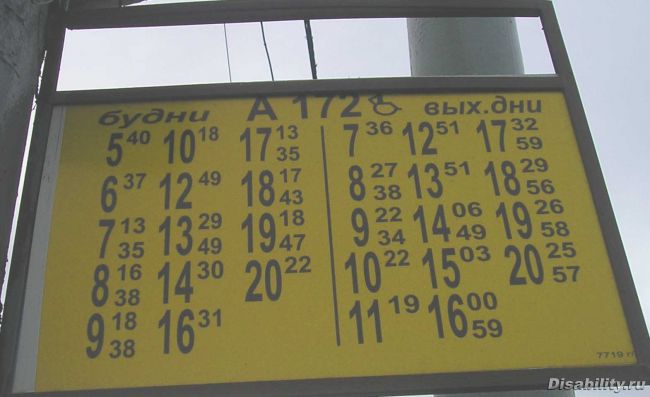 будни А 172 вых.дни
5 40 10 18 17 13 35 7 36 12 51 17 32 59
6 37 12 49 18 17 43 8 27 38 13 51 18 29 56
7 13 35 13 29 49 19 18 47 9 22 34 14 06 49 19 26 58
8 16 38 14 30 20 22 10 22 15 03 20 25 57
9 18 38 16 31 11 19 16 00 59
Disability.ru